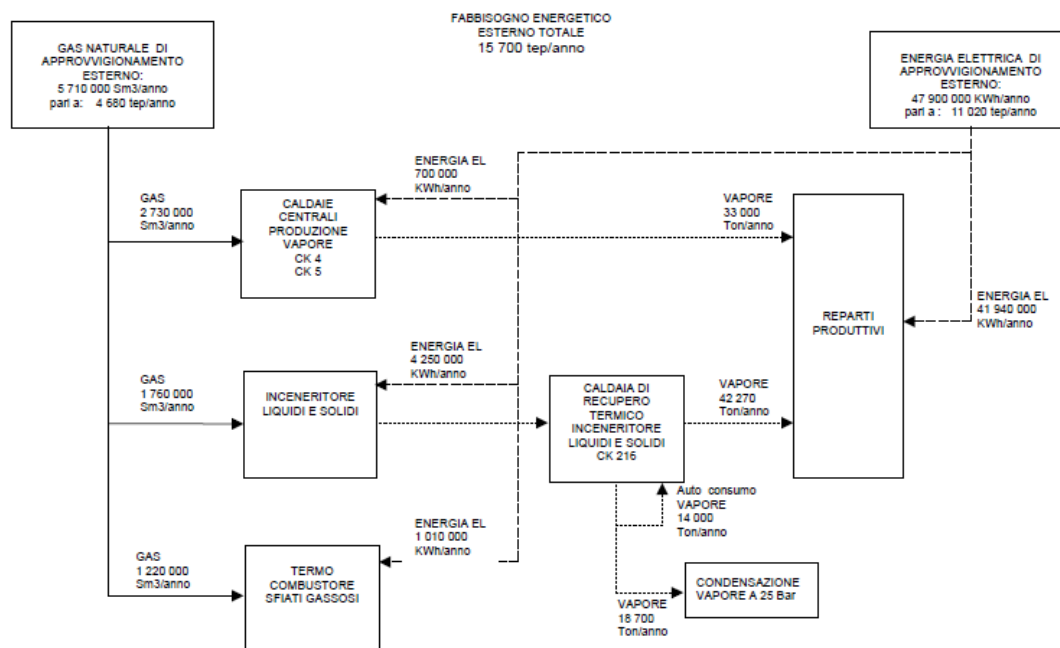 FABBISOGNO ENERGETICO
ESTERNO TOTALE
15 700 tep/anno
GAS NATURALE DI
APPROVVIGIONAMENTO
ESTERNO:
5 710 000 Sm3/anno
pari a: 4 680 tep/anno
ENERGIA ELETTRICA DI
APPROVVIGIONAMENTO
ESTERNO:
47 900 000 KWh/anno
pari a : 11 020 tep/anno
GAS
2 730 000
Sm3/anno
CALDAIE
CENTRALI
PRODUZIONE
VAPORE
CK 4
CK 5
ENERGIA EL
700 000
KWh/anno
VAPORE
33 000
Ton/anno
REPARTI
PRODUTTIVI
ENERGIA EL
41 940 000
KWh/anno
GAS
1 760 000
Sm3/anno
INCENERITORE
LIQUIDI E SOLIDI
ENERGIA EL
4 250 000
KWh/anno
CALDAIA DI
RECUPERO
TERMICO
INCENERITORE
LIQUIDI E SOLIDI
CK 216
VAPORE
42 270
Ton/anno
Auto consumo
VAPORE
14 000
Ton/anno
GAS
1 220 000
Sm3/anno
TERMO
COMBUSTORE
SFIATI GASSOSI
ENERGIA EL
1 010 000
KWh/anno
VAPORE
18 700
Ton/anno
CONDENSAZIONE
VAPORE A 25 Bar